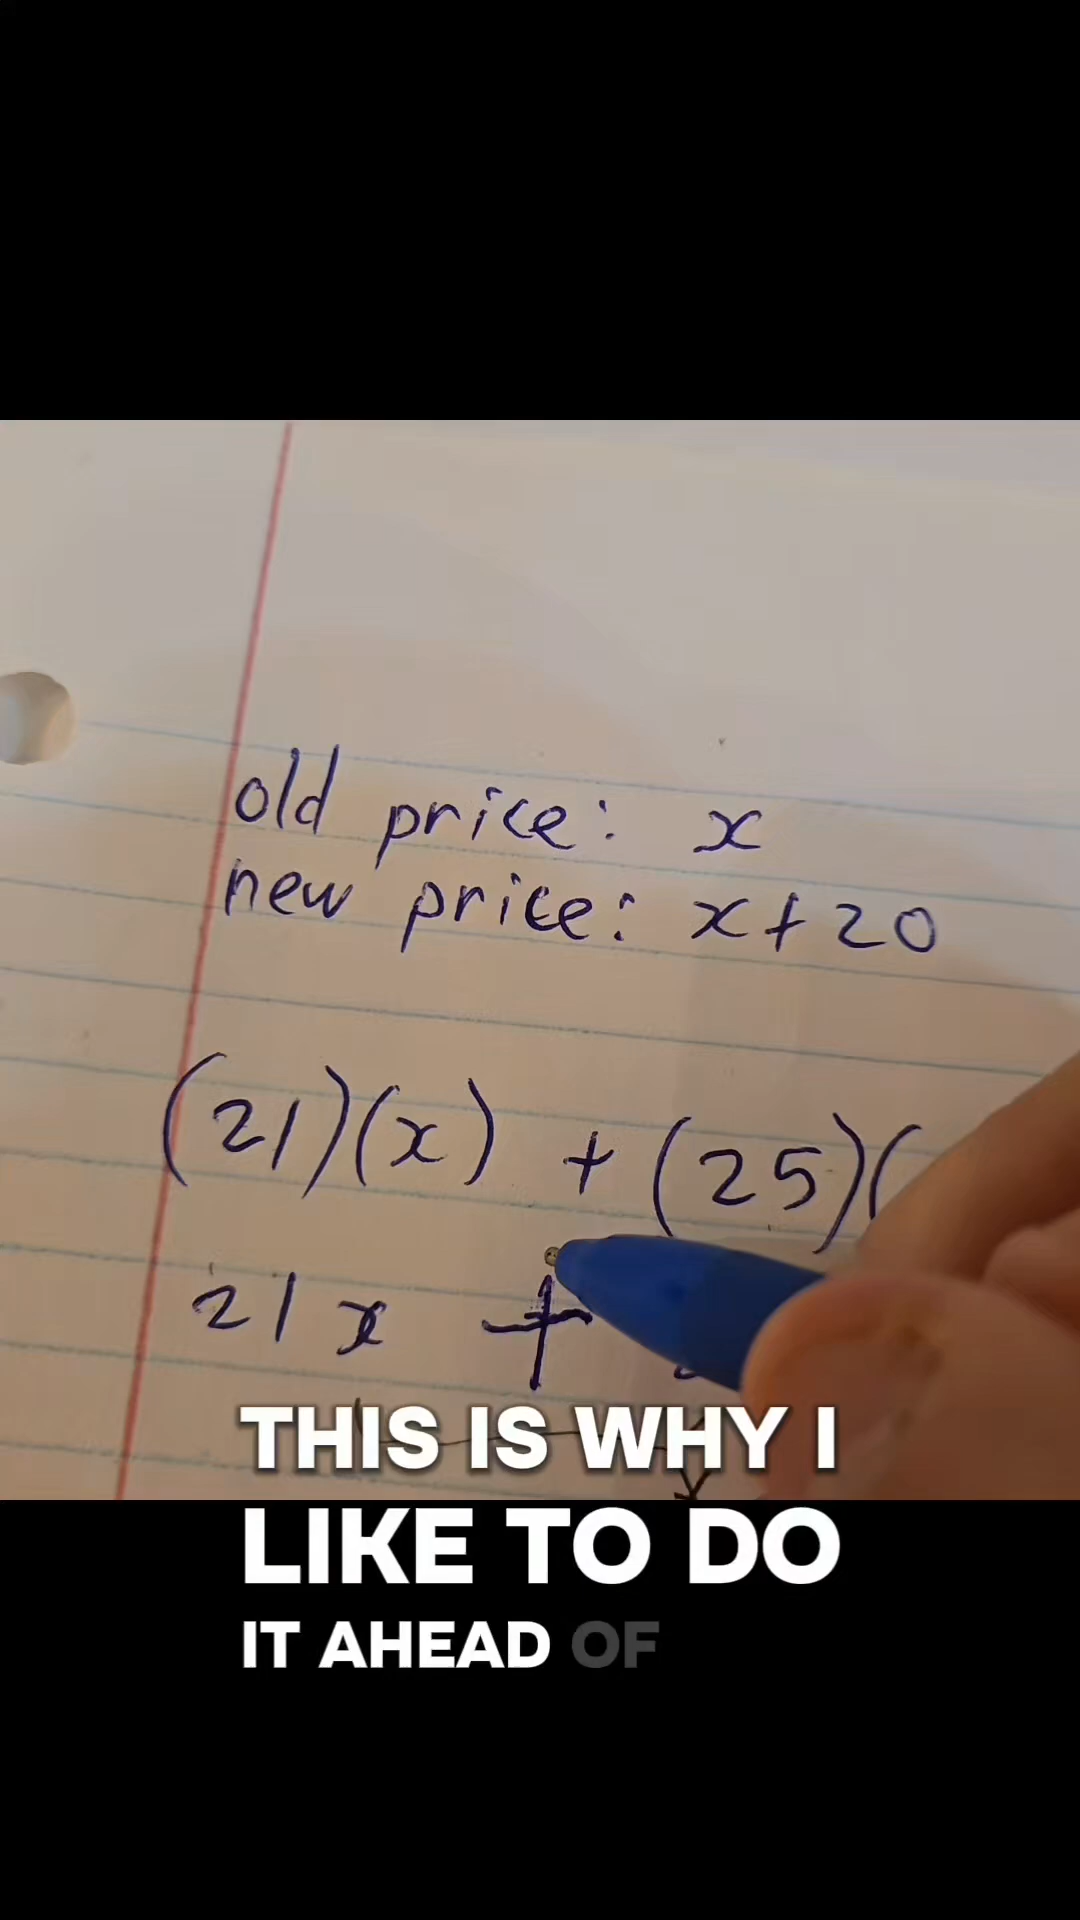 old price: x
new price: x+20
(21)(x) + (25)(
21x +
THIS IS WHY I
LIKE TO DO
IT AHEAD OF